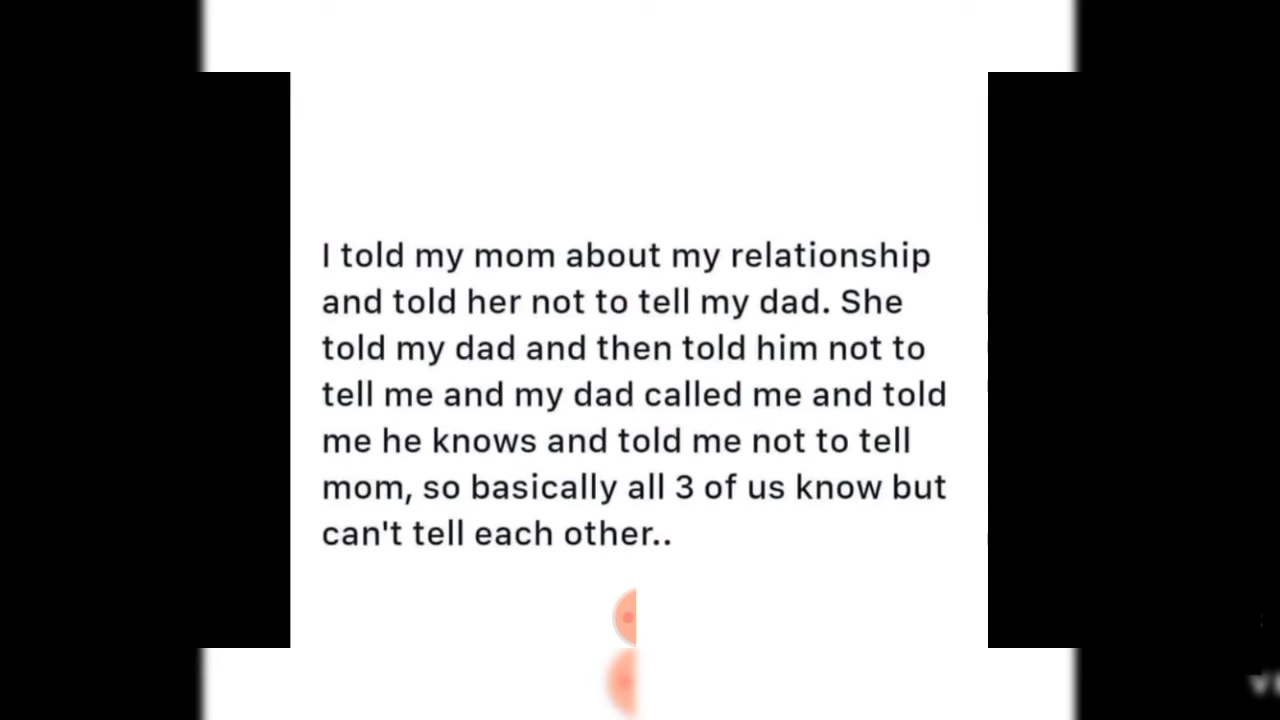 I told my mom about my relationship
and told her not to tell my dad. She
told my dad and then told him not to
tell me and my dad called me and told
me he knows and told me not to tell
mom, so basically all 3 of us know but
can't tell each other..